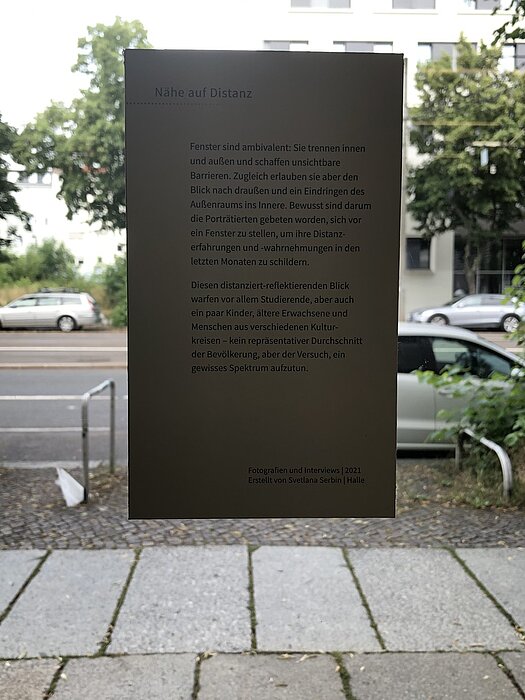 Nähe auf Distanz
Fenster sind ambivalent: Sie trennen innen
und außen und schaffen unsichtbare
Barrieren. Zugleich erlauben sie aber den
Blick nach draußen und ein Eindringen des
Außenraums ins Innere. Bewusst sind darum
die Porträtierten gebeten worden, sich vor
ein Fenster zu stellen, um ihre Distanz-
erfahrungen und -wahrnehmungen in den
letzten Monaten zu schildern.
Diesen distanziert-reflektierenden Blick
warfen vor allem Studierende, aber auch
ein paar Kinder, ältere Erwachsene und
Menschen aus verschiedenen Kultur-
kreisen – kein repräsentativer Durchschnitt
der Bevölkerung, aber der Versuch, ein
gewisses Spektrum aufzutun.
Fotografien und Interviews | 2021
Erstellt von Svetlana Serbin | Halle